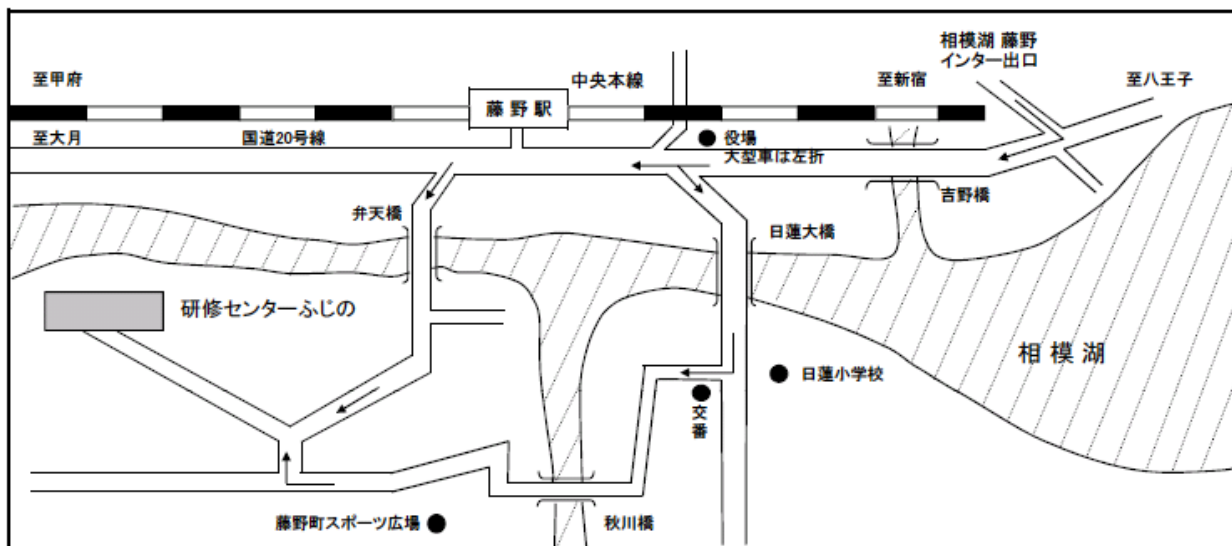 相模湖 藤野
インター出口
至甲府
中央本線
至新宿
至八王子
藤野駅
至大月
国道20号線
役場
大型車は左折
吉野橋
弁天橋
日蓮大橋
研修センターふじの
相模湖
日蓮小学校
交番
藤野町スポーツ広場
秋川橋